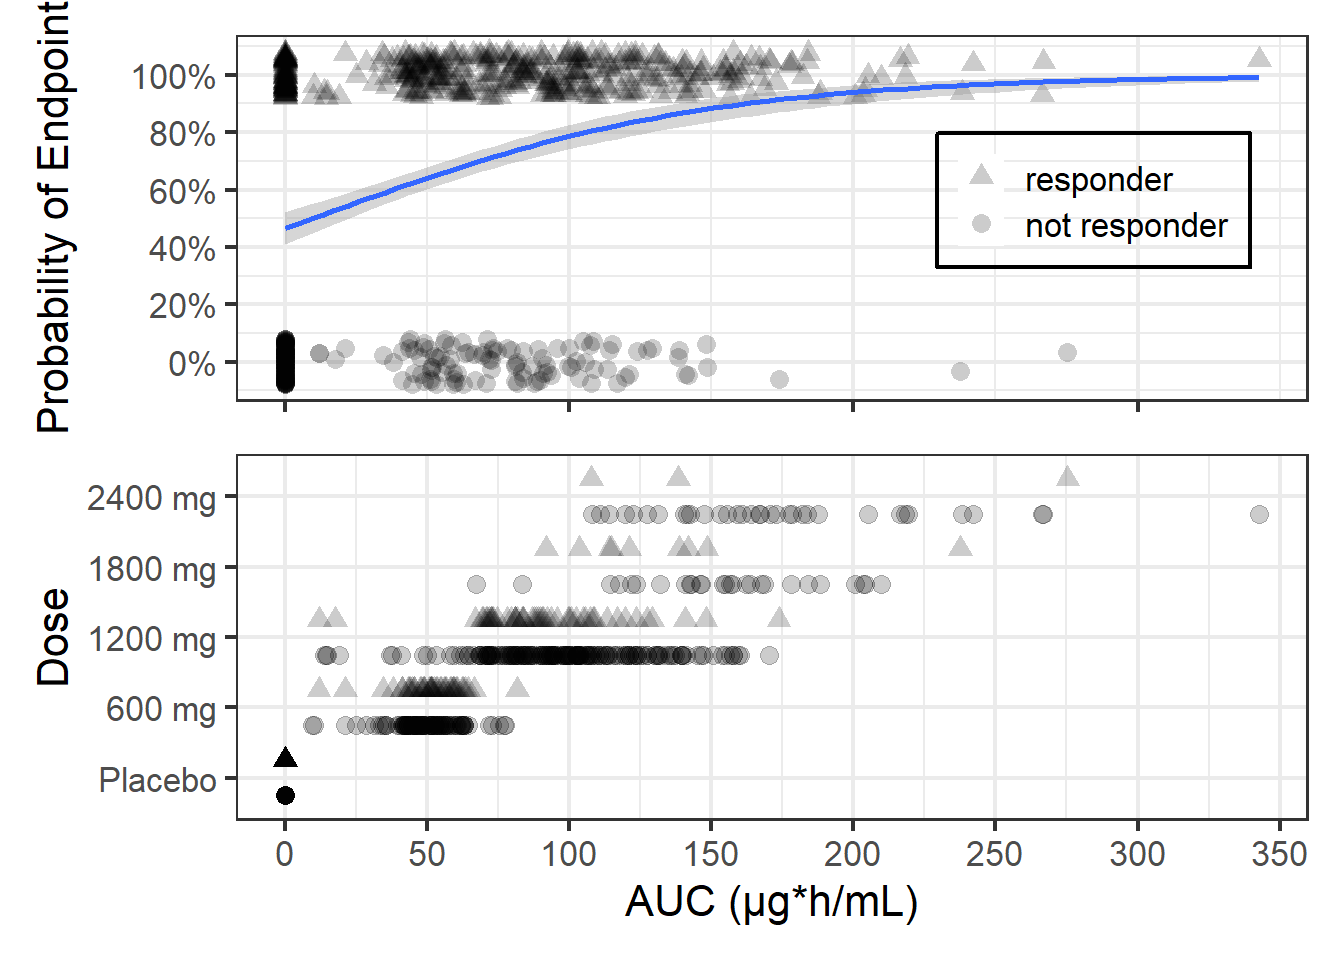 Probability of Endpoint
100%
80%
60%
40%
20%
0%
responder
not responder
Dose
2400 mg
1800 mg
1200 mg
600 mg
Placebo
0 50 100 150 200 250 300 350
AUC (µg*h/mL)